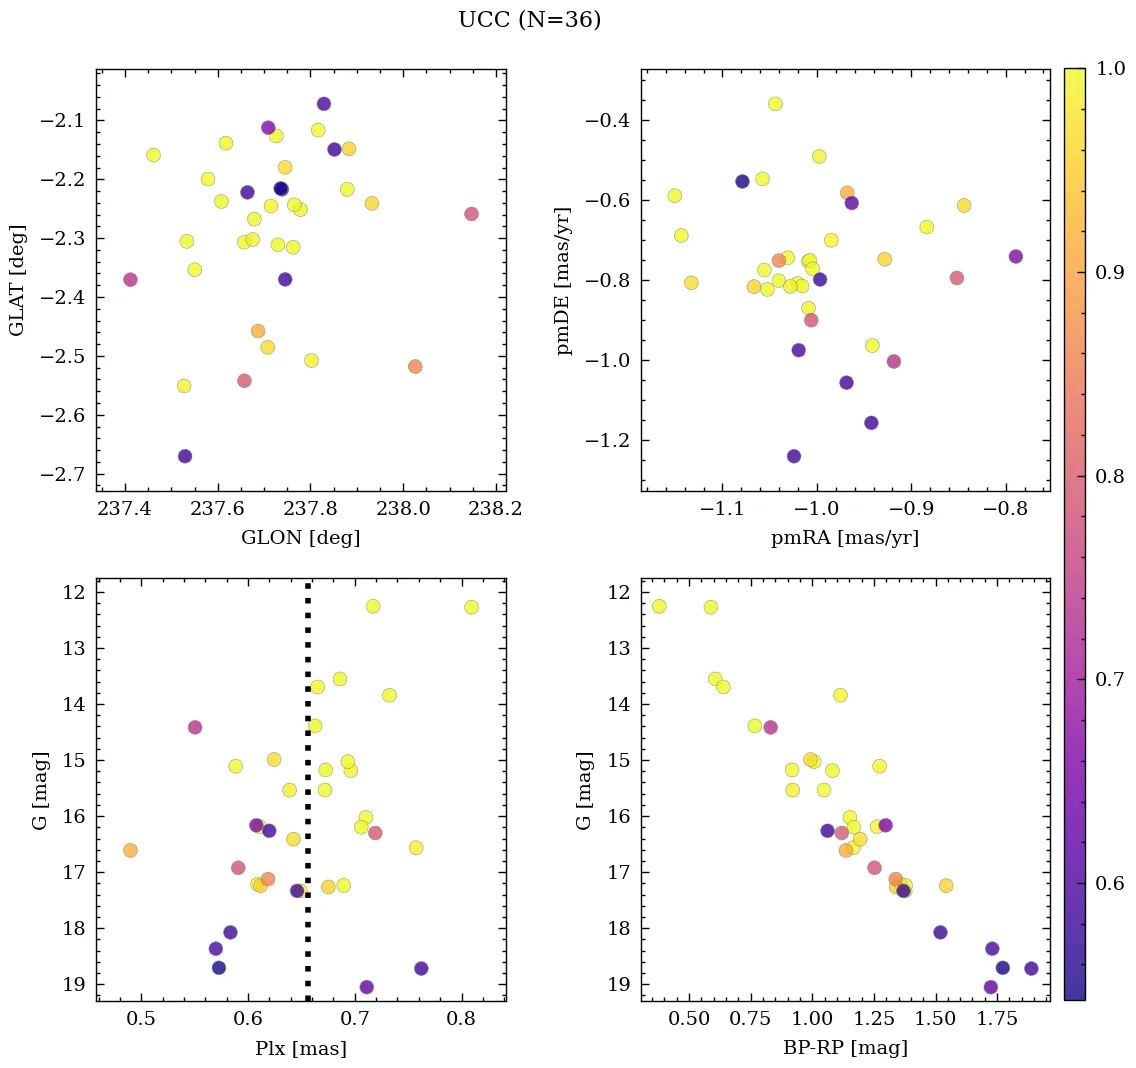 UCC (N=36)
−2.1
−2.2
−2.3
−2.4
−2.5
−2.6
−2.7
GLAT [deg]
237.4 237.6 237.8 238.0 238.2
GLON [deg]
−0.4
−0.6
−0.8
−1.0
−1.2
pmDE [mas/yr]
−1.1 −1.0 −0.9 −0.8
pmRA [mas/yr]
1.0
0.9
0.8
0.7
0.6
12
13
14
15
16
17
18
19
G [mag]
0.5 0.6 0.7 0.8
Plx [mas]
12
13
14
15
16
17
18
19
G [mag]
0.50 0.75 1.00 1.25 1.50 1.75
BP-RP [mag]